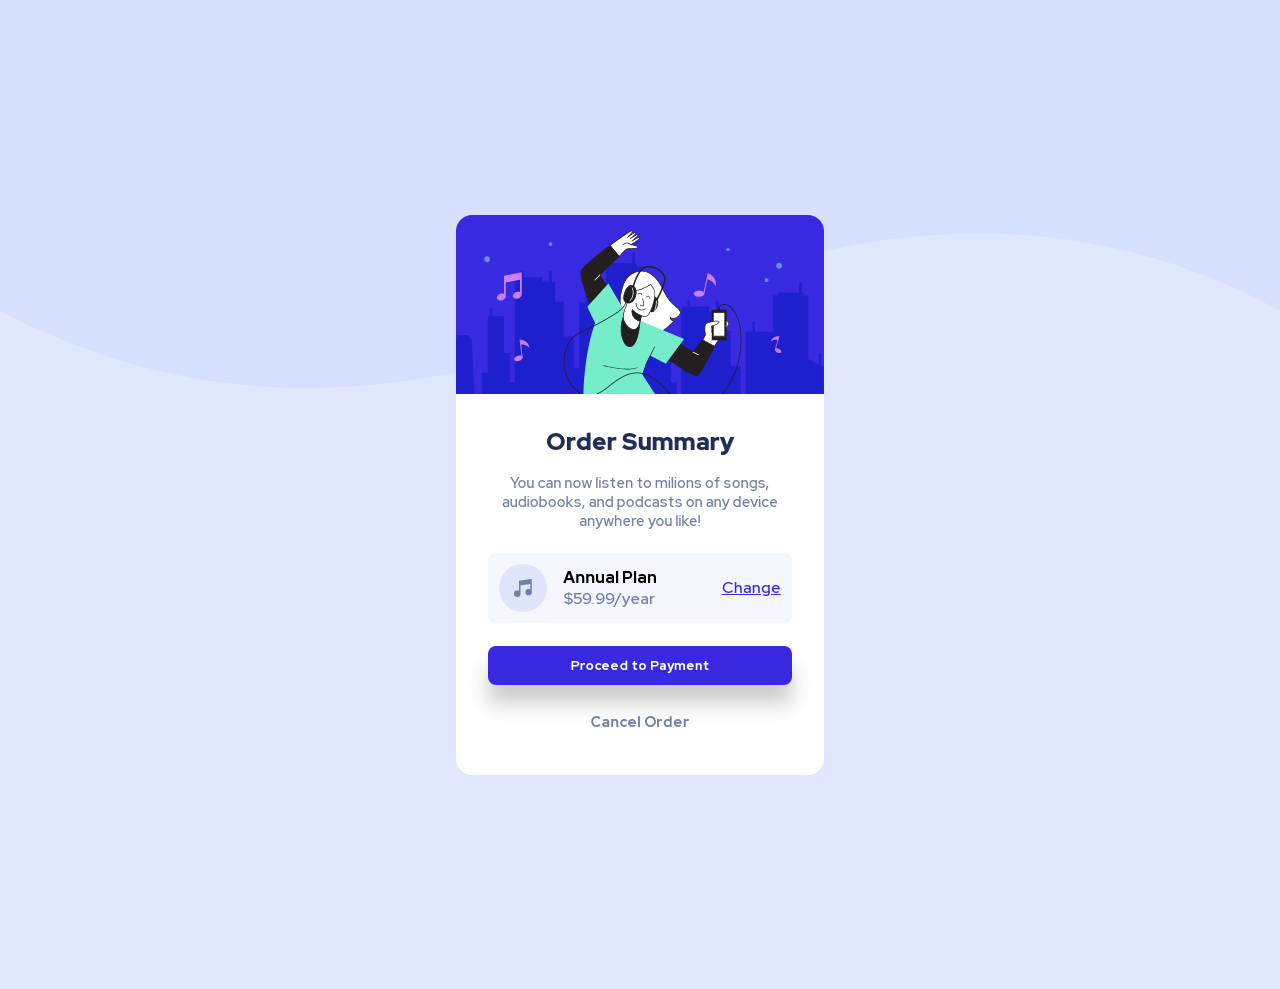 Order Summary
You can now listen to milions of songs,
audiobooks, and podcasts on any device
anywhere you like!
Annual Plan
$59.99/year
Change
Proceed to Payment
Cancel Order